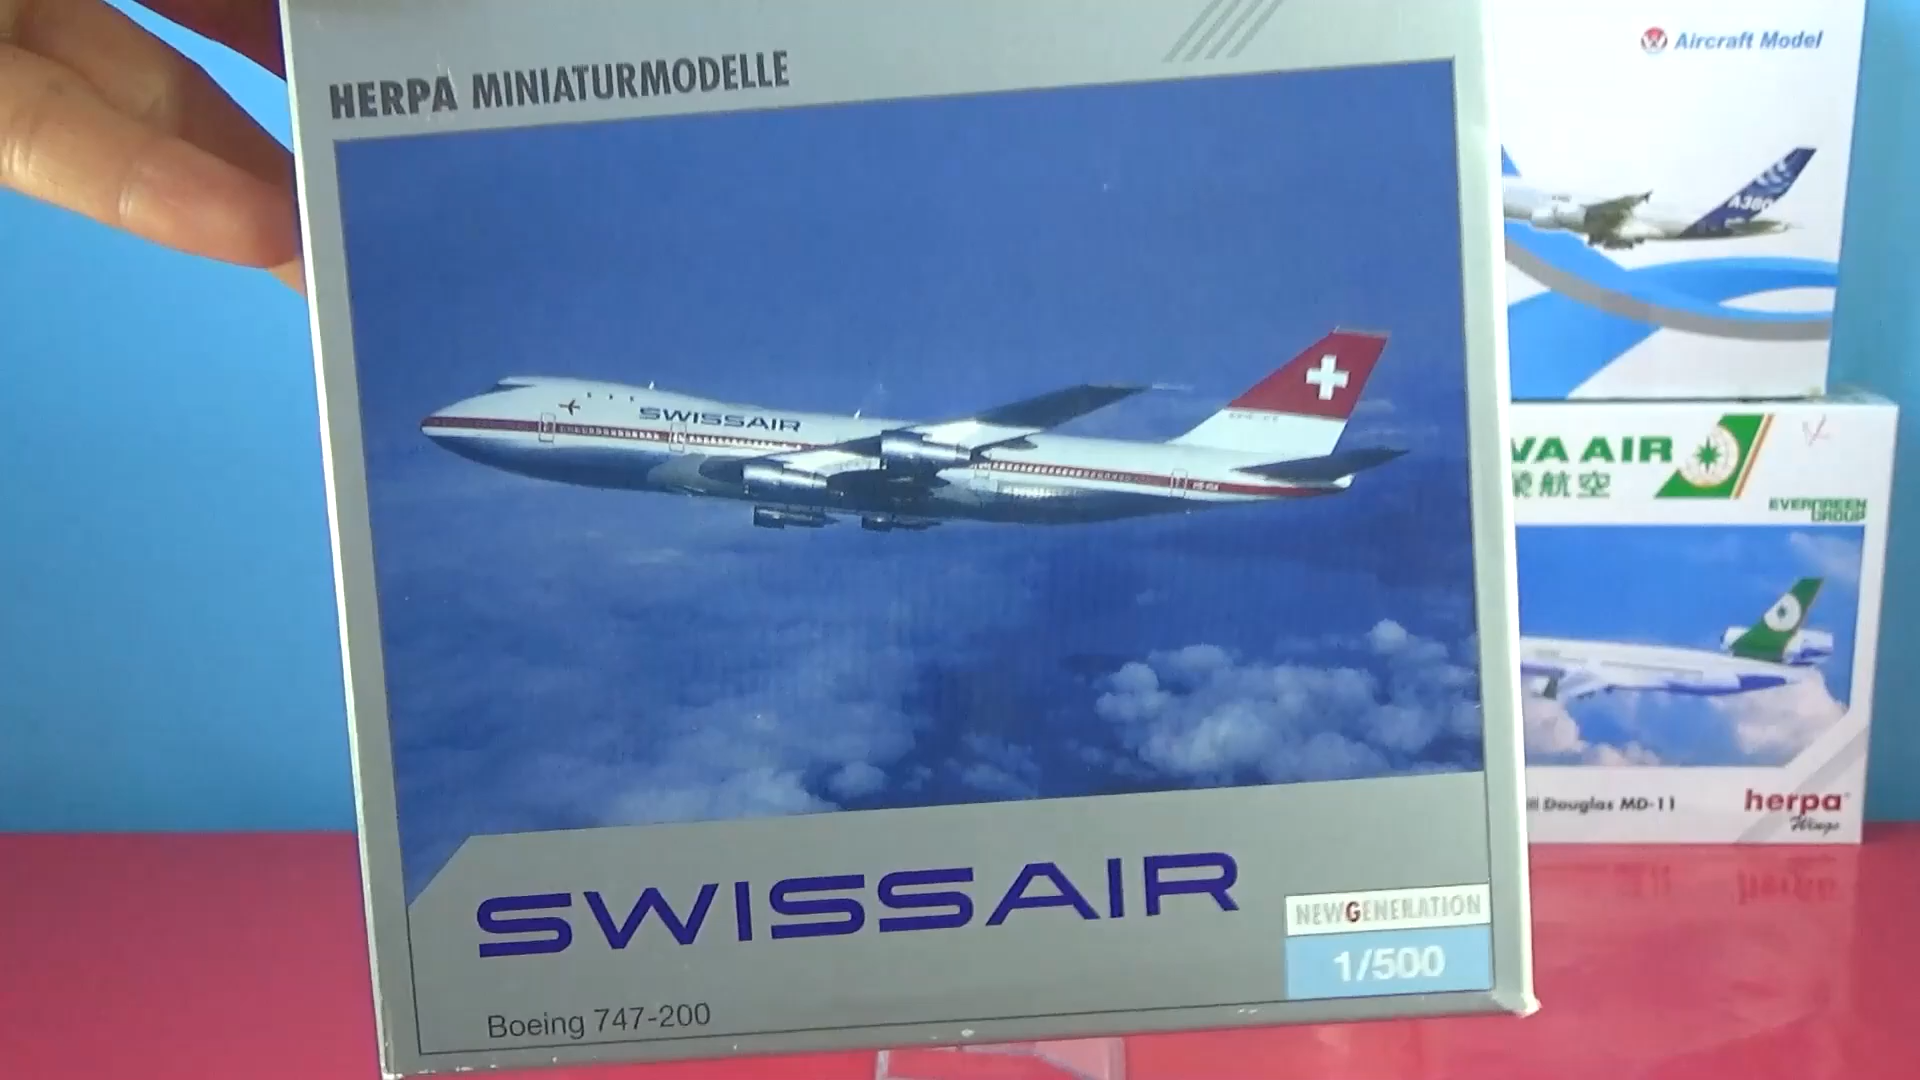 HERPA MINIATURMODELLE
SWISSAIR
SWISSAIR
NEWGENERATION
1/500
Boeing 747-200
Aircraft Model
A380
VA AIR
航空
EVERGREEN
GROUP
Douglas MD-11
herpa
Wings